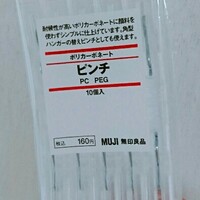 耐候性が高いポリカーボネートに顔料を
使わずシンプルに仕上げています。角型
ハンガーの替えピンチとしても使えます。
ポリカーボネート
ピンチ
PC PEG
10個入
税込 160円
MUJI 無印良品